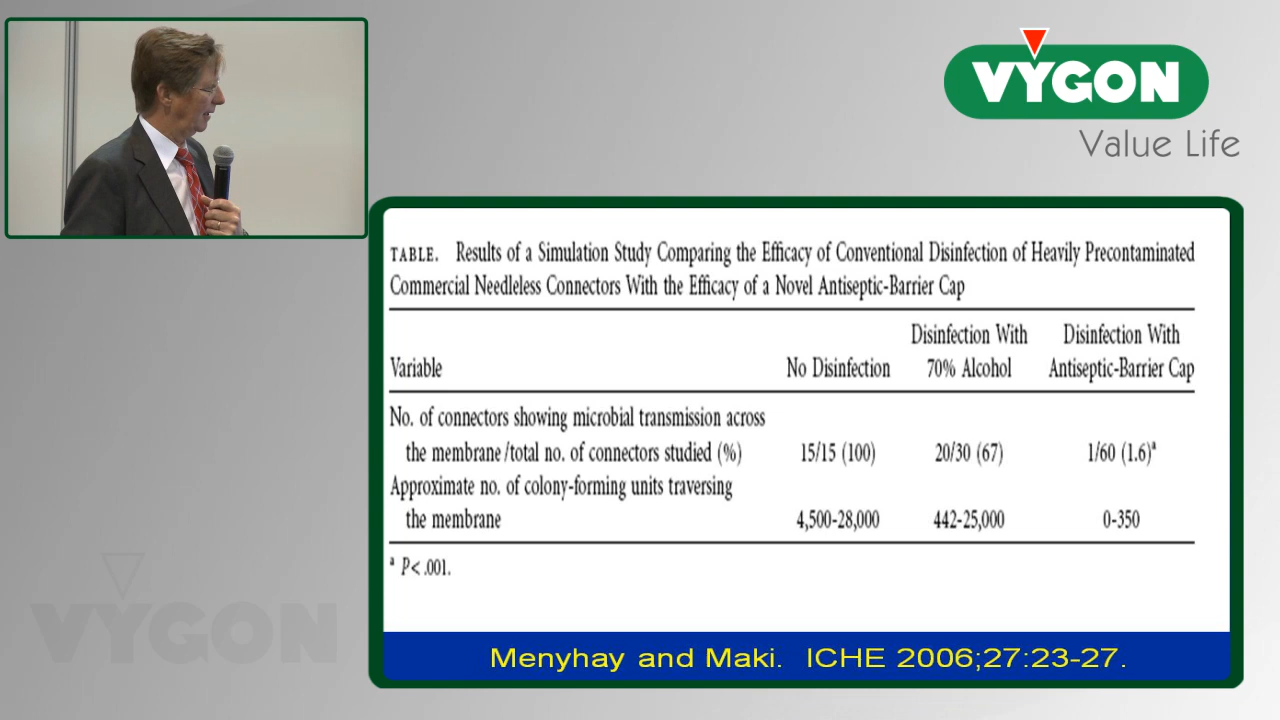 VYGON
Value Life
TABLE. Results of a Simulation Study Comparing the Efficacy of Conventional Disinfection of Heavily Precontaminated
Commercial Needleless Connectors With the Efficacy of a Novel Antiseptic-Barrier Cap
Disinfection With Disinfection With
Variable No Disinfection 70% Alcohol Antiseptic-Barrier Cap
No. of connectors showing microbial transmission across
the membrane/total no. of connectors studied (%) 15/15 (100) 20/30 (67) 1/60 (1.6)ª
Approximate no. of colony-forming units traversing
the membrane 4,500-28,000 442-25,000 0-350
ª P< .001.
VYGON
Menyhay and Maki. ICHE 2006;27:23-27.